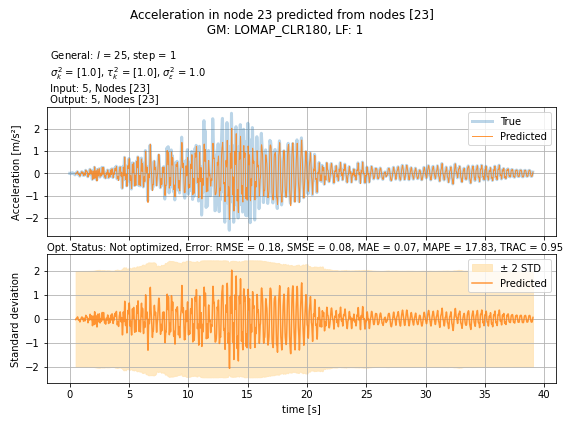 Acceleration in node 23 predicted from nodes [23]
GM: LOMAP_CLR180, LF: 1
General: l = 25, step = 1
σ²ₖ = [1.0], τ²ₖ = [1.0], σ²ε = 1.0
Input: 5, Nodes [23]
Output: 5, Nodes [23]
True
Predicted
Acceleration [m/s²]
2
1
0
−1
−2
Opt. Status: Not optimized, Error: RMSE = 0.18, SMSE = 0.08, MAE = 0.07, MAPE = 17.83, TRAC = 0.95
± 2 STD
Predicted
Standard deviation
2
1
0
−1
−2
0 5 10 15 20 25 30 35 40
time [s]